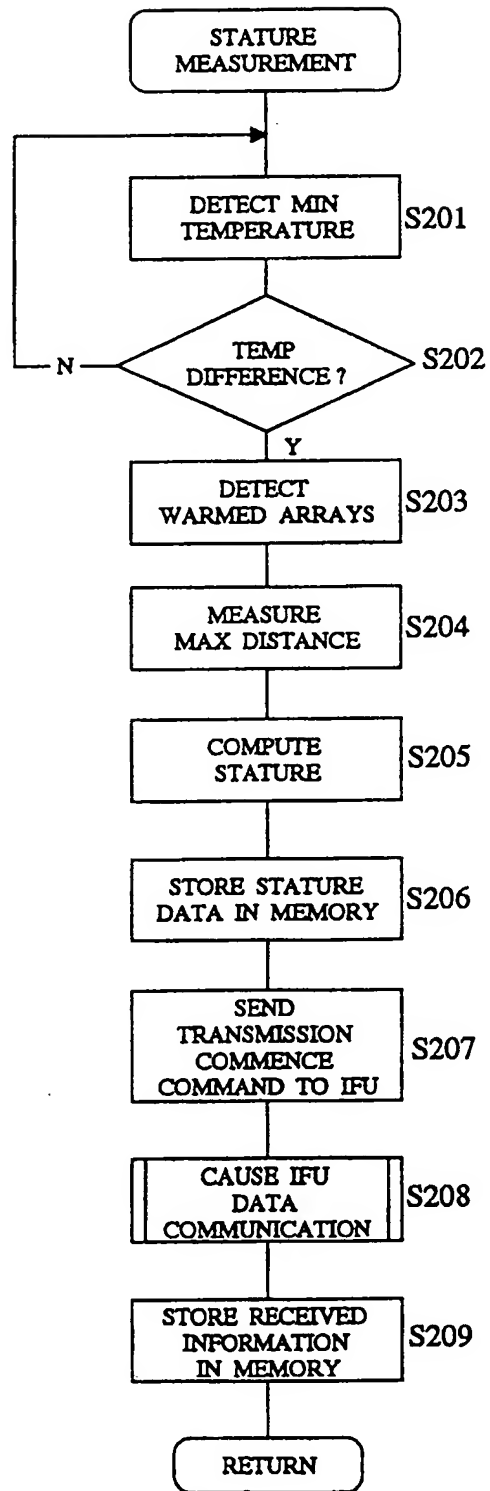 STATURE
MEASUREMENT
DETECT MIN
TEMPERATURE
S201
TEMP
DIFFERENCE ?
S202
N
Y
DETECT
WARMED ARRAYS
S203
MEASURE
MAX DISTANCE
S204
COMPUTE
STATURE
S205
STORE STATURE
DATA IN MEMORY
S206
SEND
TRANSMISSION
COMMENCE
COMMAND TO IFU
S207
CAUSE IFU
DATA
COMMUNICATION
S208
STORE RECEIVED
INFORMATION
IN MEMORY
S209
RETURN